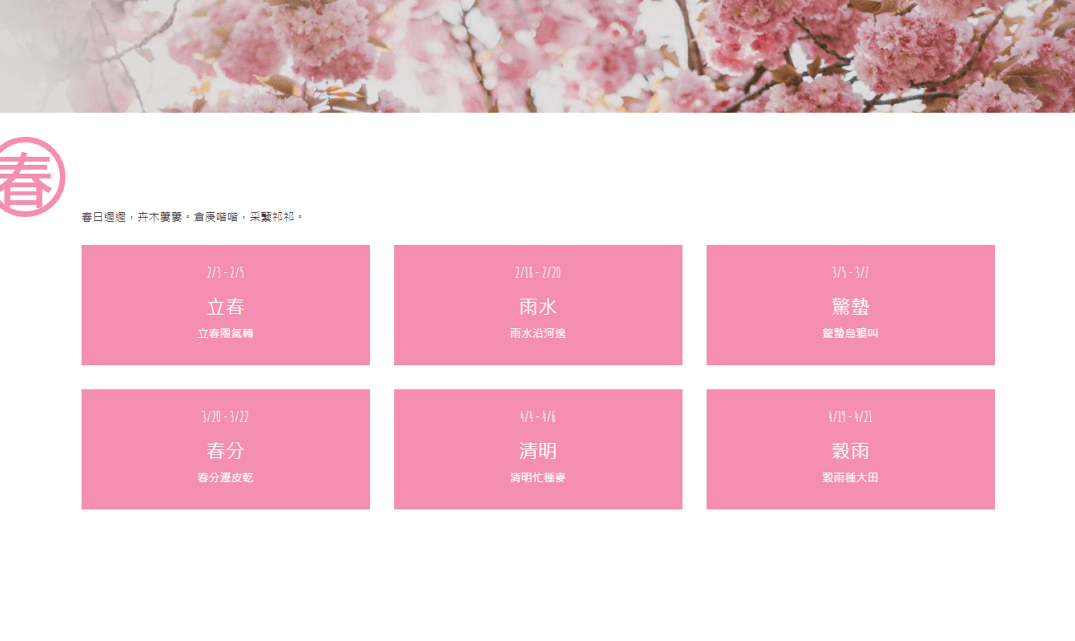 春
春日遲遲，卉木萋萋。倉庚喈喈，采蘩祁祁。
2/3 - 2/5
立春
立春陽氣轉
2/18 - 2/20
雨水
雨水沿河邊
3/5 - 3/7
驚蟄
驚蟄烏鴉叫
3/20 - 3/22
春分
春分瀝皮乾
4/4 - 4/6
清明
清明忙種麥
4/19 - 4/21
穀雨
穀雨種大田